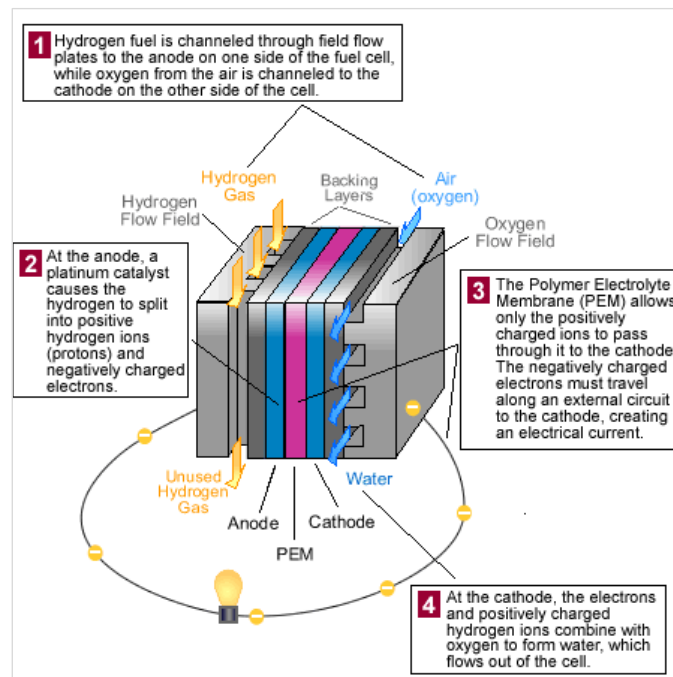 1 Hydrogen fuel is channeled through field flow
plates to the anode on one side of the fuel cell,
while oxygen from the air is channeled to the
cathode on the other side of the cell.
Hydrogen
Gas
Backing
Layers
Air
(oxygen)
Hydrogen
Flow Field
Oxygen
Flow Field
2 At the anode, a
platinum catalyst
causes the
hydrogen to split
into positive
hydrogen ions
(protons) and
negatively charged
electrons.
3 The Polymer Electrolyte
Membrane (PEM) allows
only the positively
charged ions to pass
through it to the cathode.
The negatively charged
electrons must travel
along an external circuit
to the cathode, creating
an electrical current.
Unused
Hydrogen
Gas
Water
Anode
Cathode
PEM
4 At the cathode, the electrons
and positively charged
hydrogen ions combine with
oxygen to form water, which
flows out of the cell.